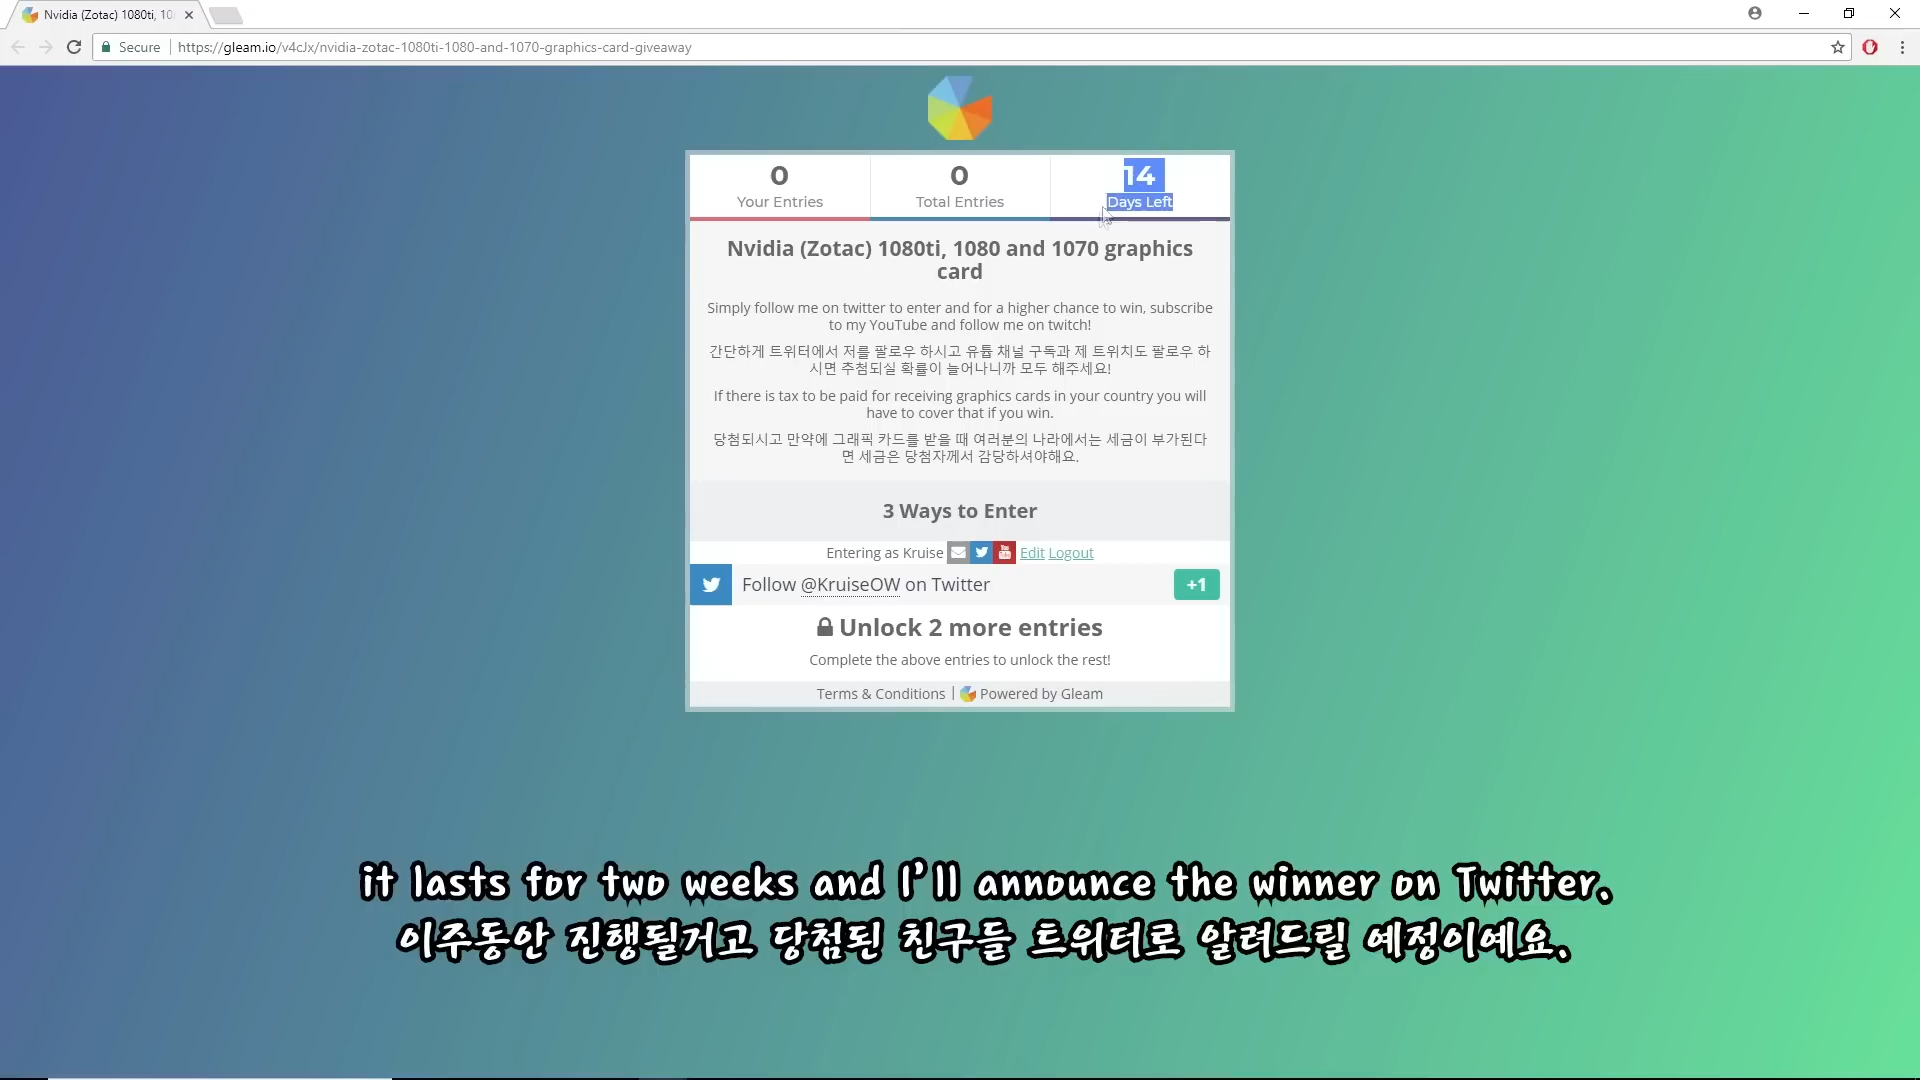 Nvidia (Zotac) 1080ti, 10
Secure
https://gleam.io/v4cJx/nvidia-zotac-1080ti-1080-and-1070-graphics-card-giveaway
0 0 14
Your Entries Total Entries Days Left
Nvidia (Zotac) 1080ti, 1080 and 1070 graphics
card
Simply follow me on twitter to enter and for a higher chance to win, subscribe
to my YouTube and follow me on twitch!
간단하게 트위터에서 저를 팔로우 하시고 유튭 채널 구독과 제 트위치도 팔로우 하
시면 추첨되실 확률이 늘어나니까 모두 해주세요!
If there is tax to be paid for receiving graphics cards in your country you will
have to cover that if you win.
당첨되시고 만약에 그래픽 카드를 받을 때 여러분의 나라에서는 세금이 부가된다
면 세금은 당첨자께서 감당하셔야해요.
3 Ways to Enter
Entering as Kruise Edit Logout
Follow @KruiseOW on Twitter +1
Unlock 2 more entries
Complete the above entries to unlock the rest!
Terms & Conditions | Powered by Gleam
it lasts for two weeks and I'll announce the winner on Twitter.
이주동안 진행될거고 당첨된 친구들 트위터로 알려드릴 예정이예요.